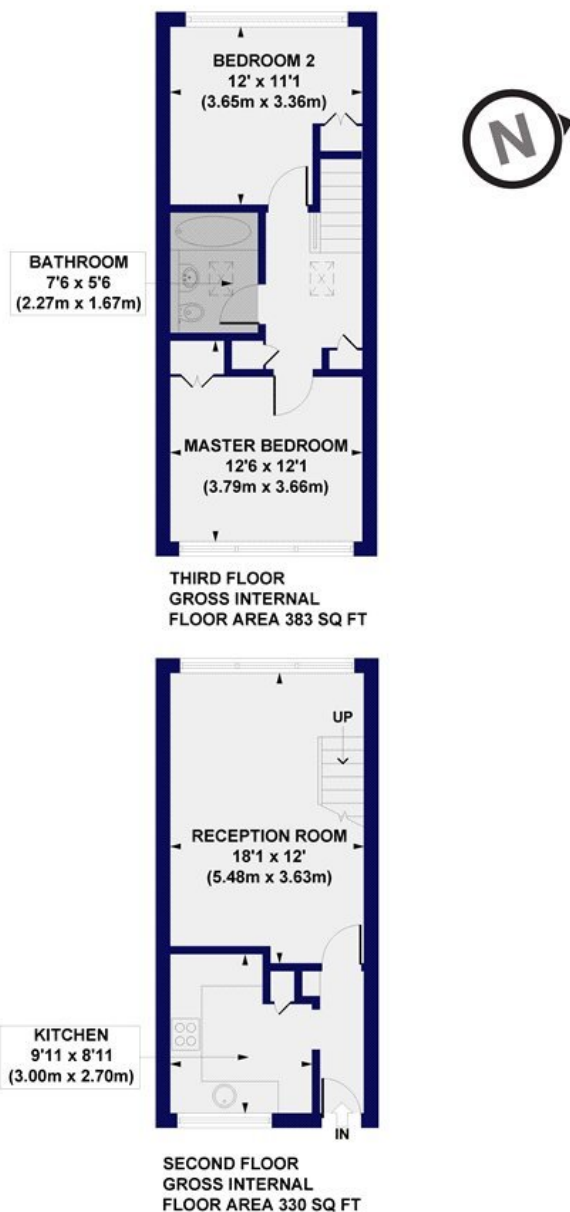 BEDROOM 2
12' x 11'1
(3.65m x 3.36m)
N
BATHROOM
7'6 x 5'6
(2.27m x 1.67m)
MASTER BEDROOM
12'6 x 12'1
(3.79m x 3.66m)
THIRD FLOOR
GROSS INTERNAL
FLOOR AREA 383 SQ FT
UP
RECEPTION ROOM
18'1 x 12'
(5.48m x 3.63m)
KITCHEN
9'11 x 8'11
(3.00m x 2.70m)
IN
SECOND FLOOR
GROSS INTERNAL
FLOOR AREA 330 SQ FT